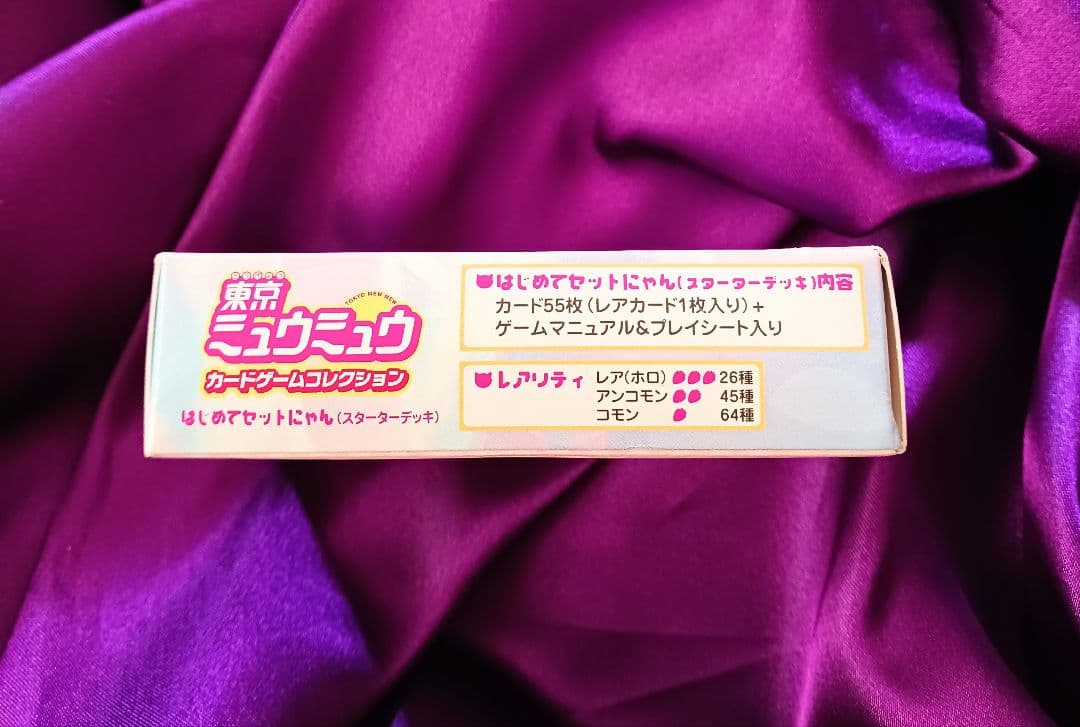 とうきょう
東京
TOKYO MEW MEW
ミュウミュウ
カードゲームコレクション
はじめてセットにゃん(スターターデッキ)
はじめてセットにゃん(スターターデッキ)内容
カード55枚(レアカード1枚入り)+
ゲームマニュアル&プレイシート入り
レアリティ
レア(ホロ) 26種
アンコモン 45種
コモン 64種